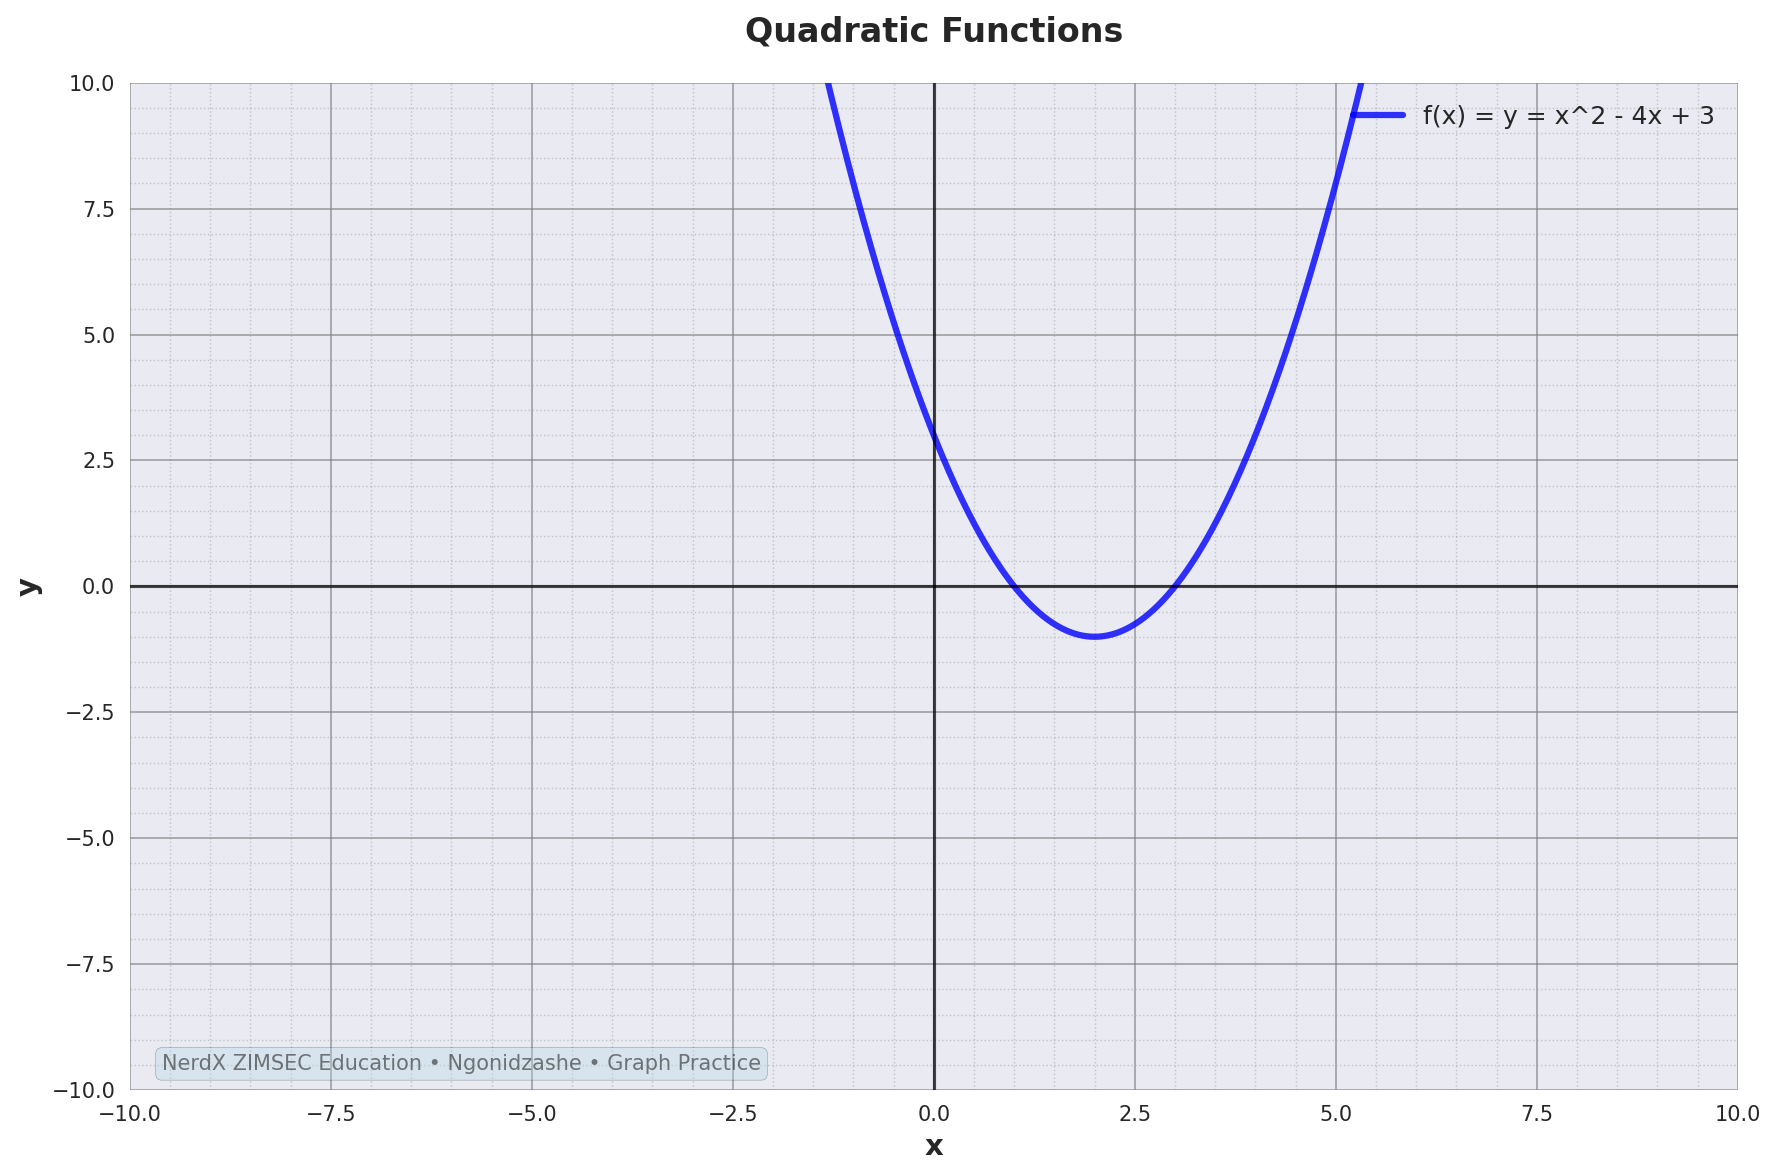 Quadratic Functions
f(x) = y = x^2 - 4x + 3
10.0
7.5
5.0
2.5
0.0
−2.5
−5.0
−7.5
−10.0
y
NerdX ZIMSEC Education • Ngonidzashe • Graph Practice
−10.0 −7.5 −5.0 −2.5 0.0 2.5 5.0 7.5 10.0
x